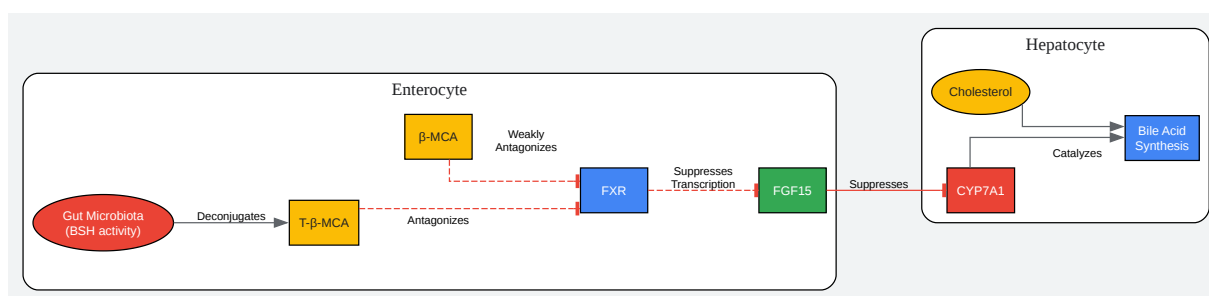 Hepatocyte
Enterocyte
Cholesterol
β-MCA
Weakly
Antagonizes
Bile Acid
Synthesis
Catalyzes
Suppresses
Transcription
FXR
FGF15
Suppresses
CYP7A1
Gut Microbiota
(BSH activity)
Deconjugates
T-β-MCA
Antagonizes